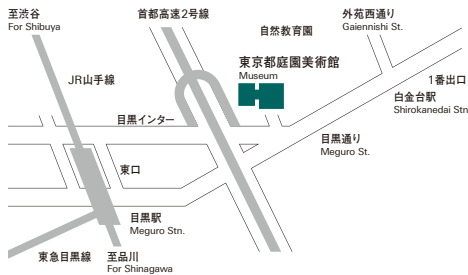 至渋谷
For Shibuya
首都高速2号線
外苑西通り
Gaiennishi St.
自然教育園
東京都庭園美術館
Museum
JR山手線
1番出口
白金台駅
Shirokanedai Stn
目黒インター
目黒通り
Meguro St.
東口
目黒駅
Meguro Stn.
東急目黒線
至品川
For Shinagawa